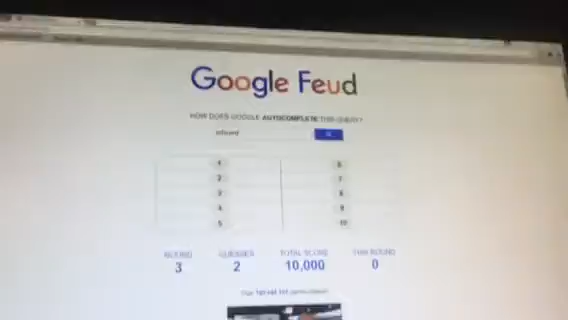 Google Feud
HOW DOES GOOGLE AUTOCOMPLETE THIS QUERY?
1 6
2 7
3 8
4 9
5 10
ROUND GUESSES TOTAL SCORE THIS ROUND
3 2 10,000 0